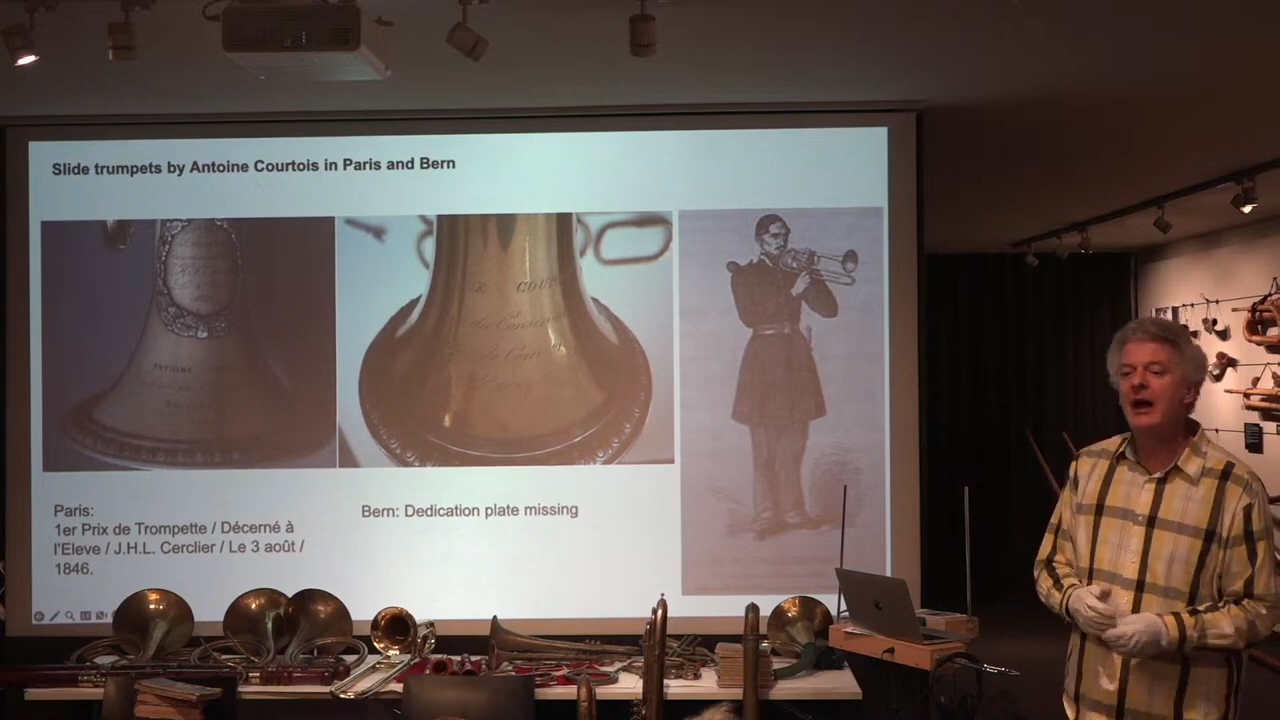 Slide trumpets by Antoine Courtois in Paris and Bern
ANTOINE
Paris:
1er Prix de Trompette / Décerné à
l'Eleve / J.H.L. Cerclier / Le 3 août /
1846.
Bern: Dedication plate missing